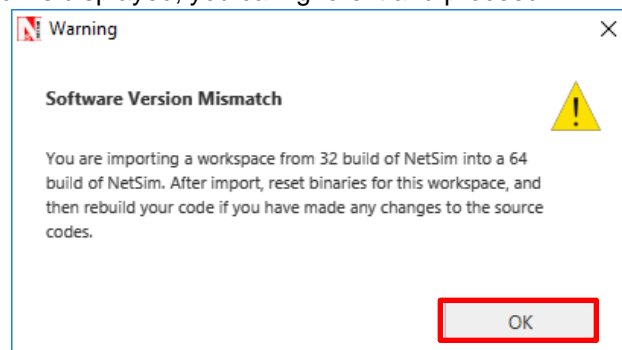 Warning
Software Version Mismatch
You are importing a workspace from 32 build of NetSim into a 64
build of NetSim. After import, reset binaries for this workspace, and
then rebuild your code if you have made any changes to the source
codes.
OK